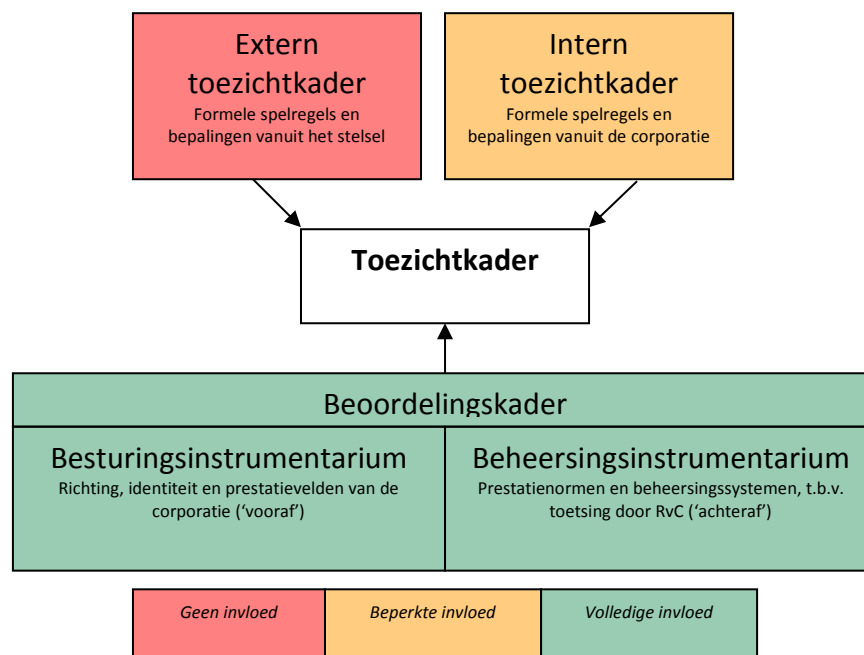 Extern
toezichtkader
Formele spelregels en
bepalingen vanuit het stelsel
Intern
toezichtkader
Formele spelregels en
bepalingen vanuit de corporatie
Toezichtkader
Beoordelingskader
Besturingsinstrumentarium
Richting, identiteit en prestatievelden van de
corporatie (‘vooraf’)
Beheersingsinstrumentarium
Prestatienormen en beheersingssystemen, t.b.v.
toetsing door RvC (‘achteraf’)
Geen invloed
Beperkte invloed
Volledige invloed